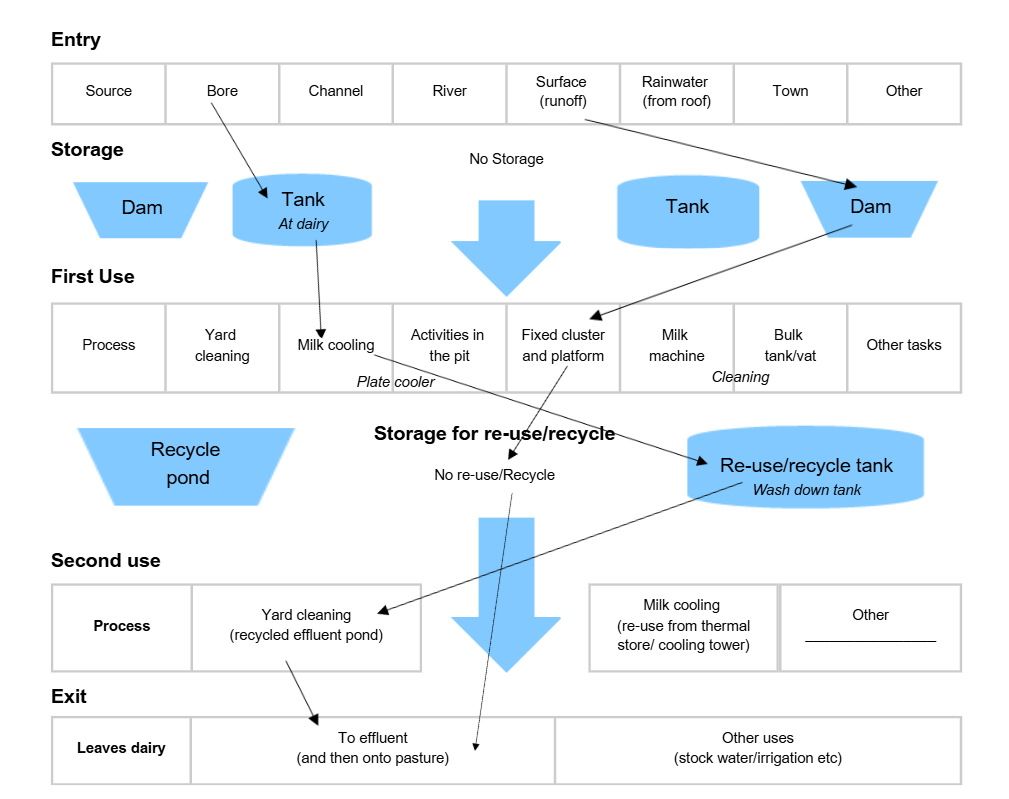 Entry
Source
Bore
Channel
River
Surface
(runoff)
Rainwater
(from roof)
Town
Other
Storage
No Storage
Dam
Tank
At dairy
Tank
Dam
First Use
Process
Yard
cleaning
Milk cooling
Activities in
the pit
Fixed cluster
and platform
Milk
machine
Bulk
tank/vat
Other tasks
Plate cooler
Cleaning
Storage for re-use/recycle
Recycle
pond
No re-use/Recycle
Re-use/recycle tank
Wash down tank
Second use
Process
Yard cleaning
(recycled effluent pond)
Milk cooling
(re-use from thermal
store/ cooling tower)
Other
Exit
Leaves dairy
To effluent
(and then onto pasture)
Other uses
(stock water/irrigation etc)